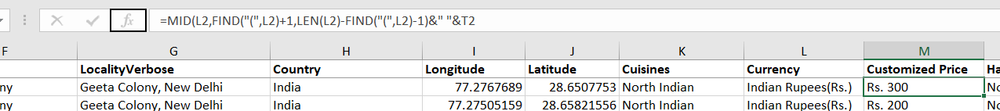 fx =MID(L2,FIND("(",L2)+1,LEN(L2)-FIND("(",L2)-1)&" "&T2
F G H I J K L M
LocalityVerbose Country Longitude Latitude Cuisines Currency Customized Price Ha
ny Geeta Colony, New Delhi India 77.2767689 28.6507753 North Indian Indian Rupees(Rs.) Rs. 300 No
ny Geeta Colony, New Delhi India 77.27505159 28.65821556 North Indian Indian Rupees(Rs.) Rs. 200 No